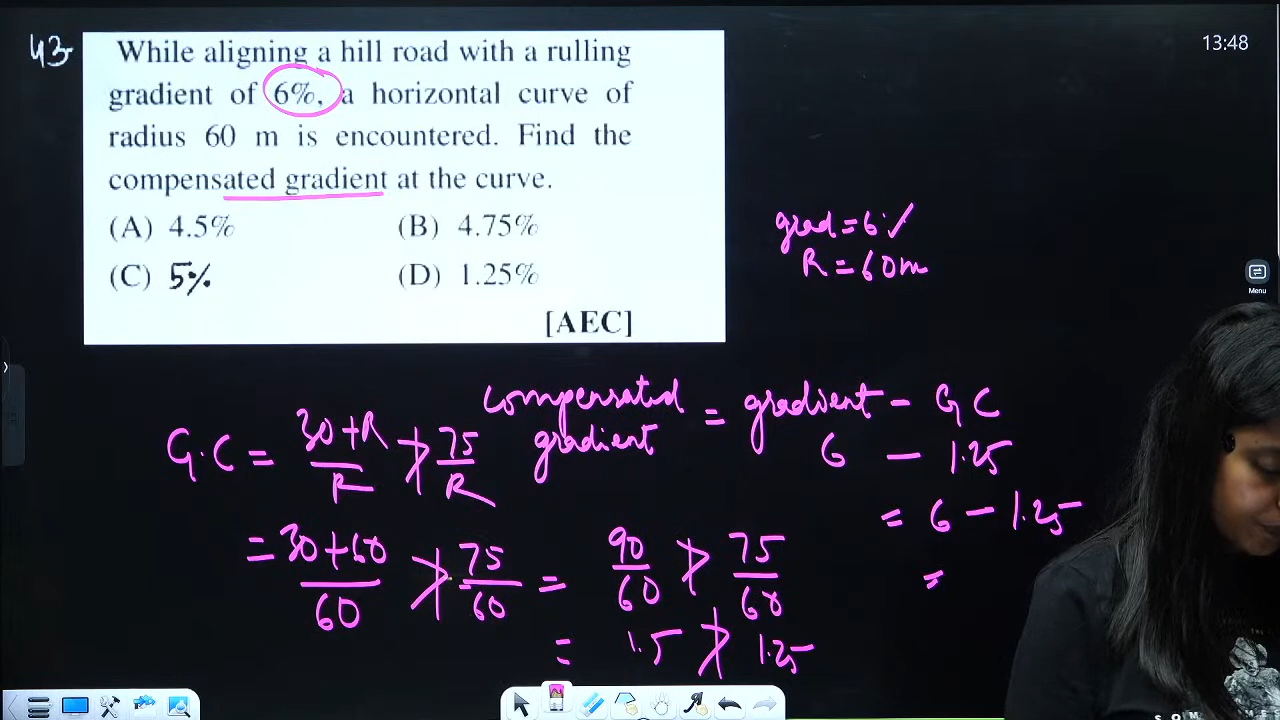 13:48
43
While aligning a hill road with a rulling
gradient of 6%, a horizontal curve of
radius 60 m is encountered. Find the
compensated gradient at the curve.
(A) 4.5% (B) 4.75%
(C) 5% (D) 1.25%
[AEC]
grad = 6%
R = 60m
Menu
G.C = 30+R/R ≯ 75/R
= 30+60/60 ≯ 75/60 = 90/60 ≯ 75/60
= 1.5 ≯ 1.25
compensated gradient = gradient - GC
6 - 1.25
= 6 - 1.25
=